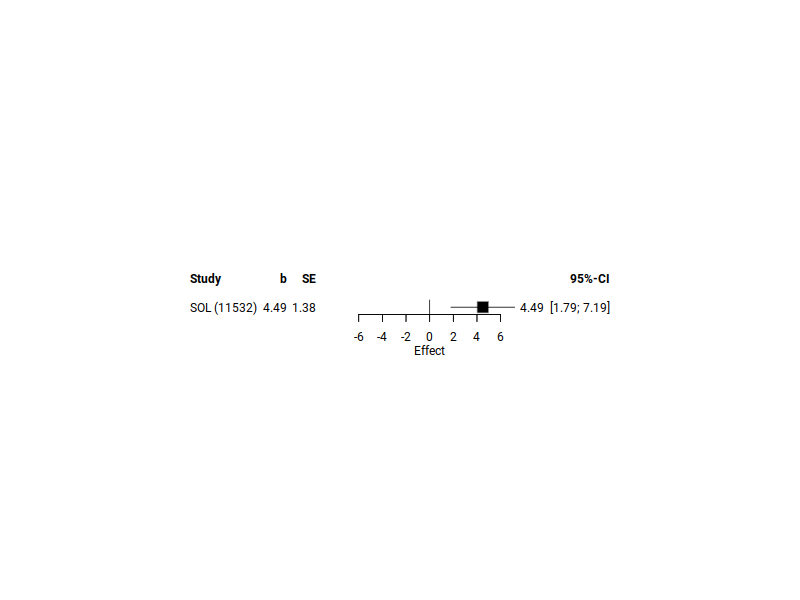 Study b SE 95%-CI
SOL (11532) 4.49 1.38 4.49 [1.79; 7.19]
-6 -4 -2 0 2 4 6
Effect